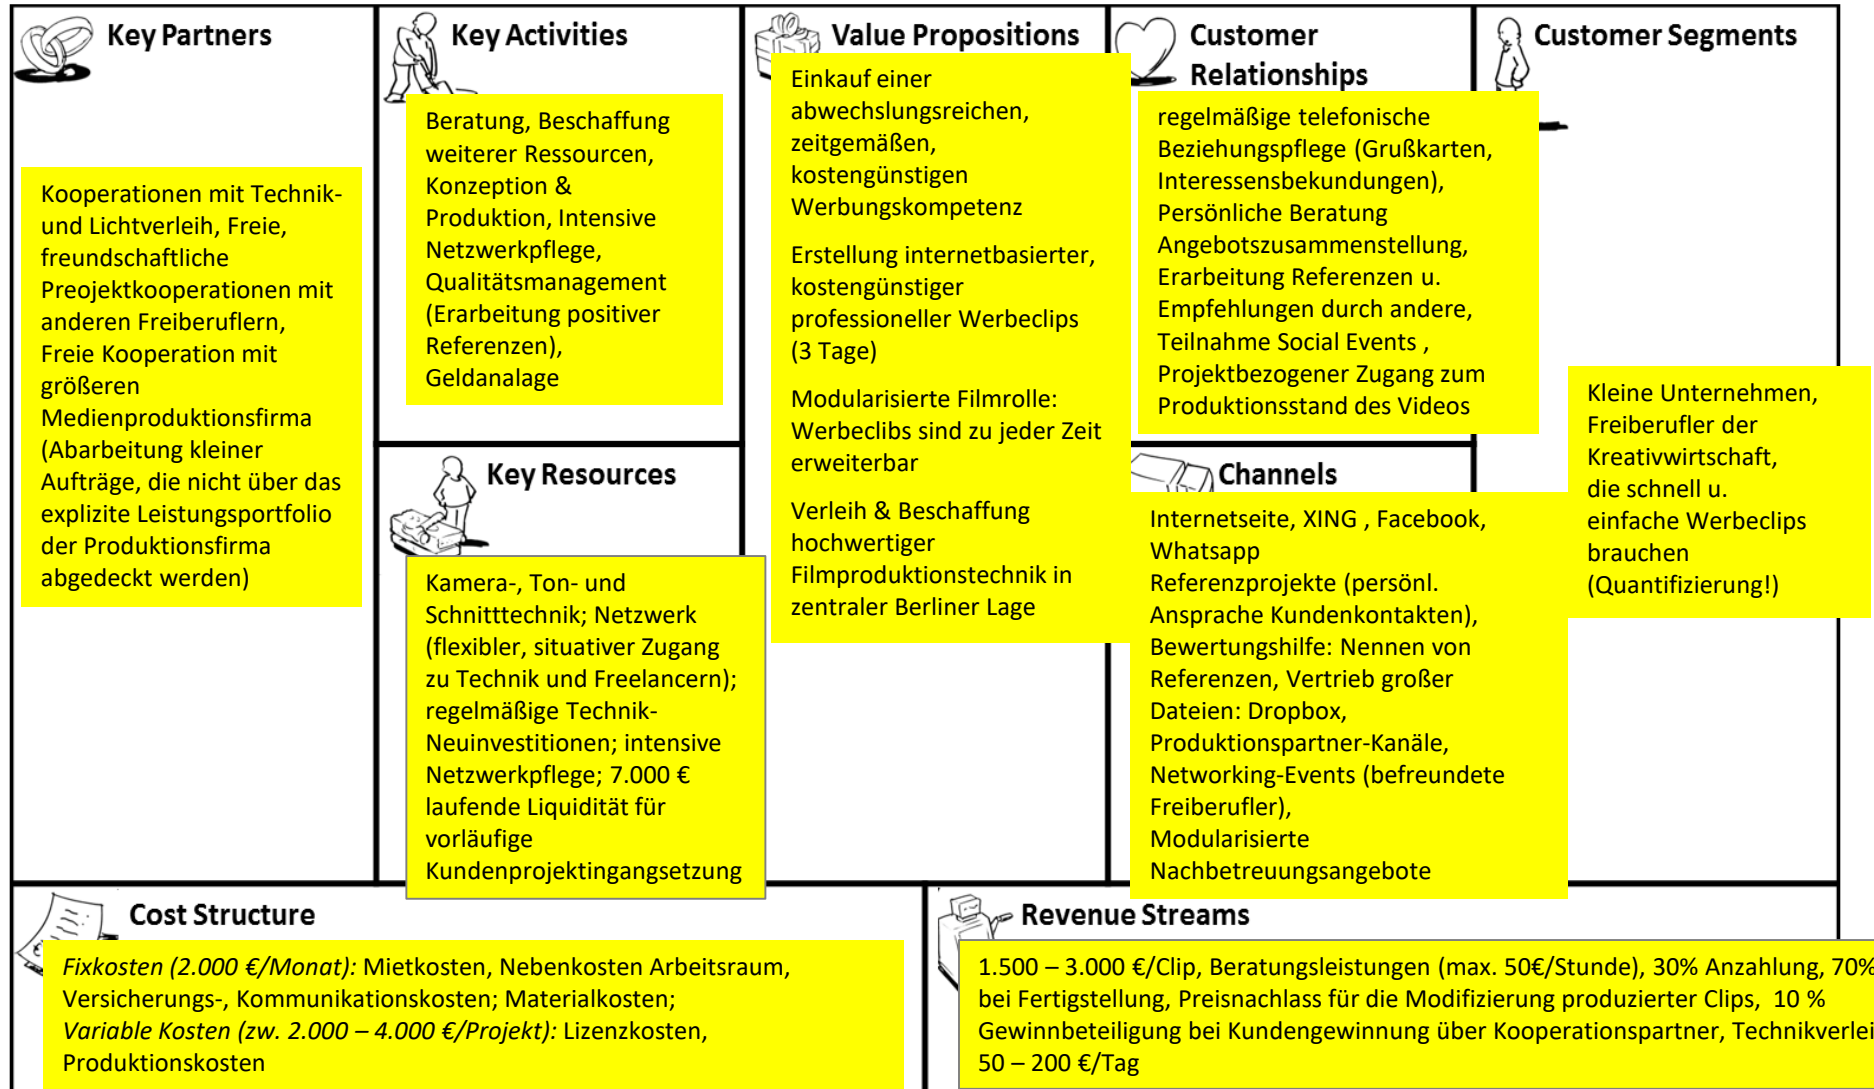 Key Partners
Kooperationen mit Technik-
und Lichtverleih, Freie,
freundschaftliche
Preojektkooperationen mit
anderen Freiberuflern,
Freie Kooperation mit
größeren
Medienproduktionsfirma
(Abarbeitung kleiner
Aufträge, die nicht über das
explizite Leistungsportfolio
der Produktionsfirma
abgedeckt werden)
Key Activities
Beratung, Beschaffung
weiterer Ressourcen,
Konzeption &
Produktion, Intensive
Netzwerkpflege,
Qualitätsmanagement
(Erarbeitung positiver
Referenzen),
Geldanalage
Key Resources
Kamera-, Ton- und
Schnitttechnik; Netzwerk
(flexibler, situativer Zugang
zu Technik und Freelancern);
regelmäßige Technik-
Neuinvestitionen; intensive
Netzwerkpflege; 7.000 €
laufende Liquidität für
vorläufige
Kundenprojektingangsetzung
Value Propositions
Einkauf einer
abwechslungsreichen,
zeitgemäßen,
kostengünstigen
Werbungskompetenz
Erstellung internetbasierter,
kostengünstiger
professioneller Werbeclips
(3 Tage)
Modularisierte Filmrolle:
Werbeclibs sind zu jeder Zeit
erweiterbar
Verleih & Beschaffung
hochwertiger
Filmproduktionstechnik in
zentraler Berliner Lage
Customer
Relationships
regelmäßige telefonische
Beziehungspflege (Grußkarten,
Interessensbekundungen),
Persönliche Beratung
Angebotszusammenstellung,
Erarbeitung Referenzen u.
Empfehlungen durch andere,
Teilnahme Social Events ,
Projektbezogener Zugang zum
Produktionsstand des Videos
Channels
Internetseite, XING , Facebook,
Whatsapp
Referenzprojekte (persönl.
Ansprache Kundenkontakten),
Bewertungshilfe: Nennen von
Referenzen, Vertrieb großer
Dateien: Dropbox,
Produktionspartner-Kanäle,
Networking-Events (befreundete
Freiberufler),
Modularisierte
Nachbetreuungsangebote
Customer Segments
Kleine Unternehmen,
Freiberufler der
Kreativwirtschaft,
die schnell u.
einfache Werbeclips
brauchen
(Quantifizierung!)
Cost Structure
Fixkosten (2.000 €/Monat): Mietkosten, Nebenkosten Arbeitsraum,
Versicherungs-, Kommunikationskosten; Materialkosten;
Variable Kosten (zw. 2.000 – 4.000 €/Projekt): Lizenzkosten,
Produktionskosten
Revenue Streams
1.500 – 3.000 €/Clip, Beratungsleistungen (max. 50€/Stunde), 30% Anzahlung, 70%
bei Fertigstellung, Preisnachlass für die Modifizierung produzierter Clips, 10 %
Gewinnbeteiligung bei Kundengewinnung über Kooperationspartner, Technikverlei
50 – 200 €/Tag